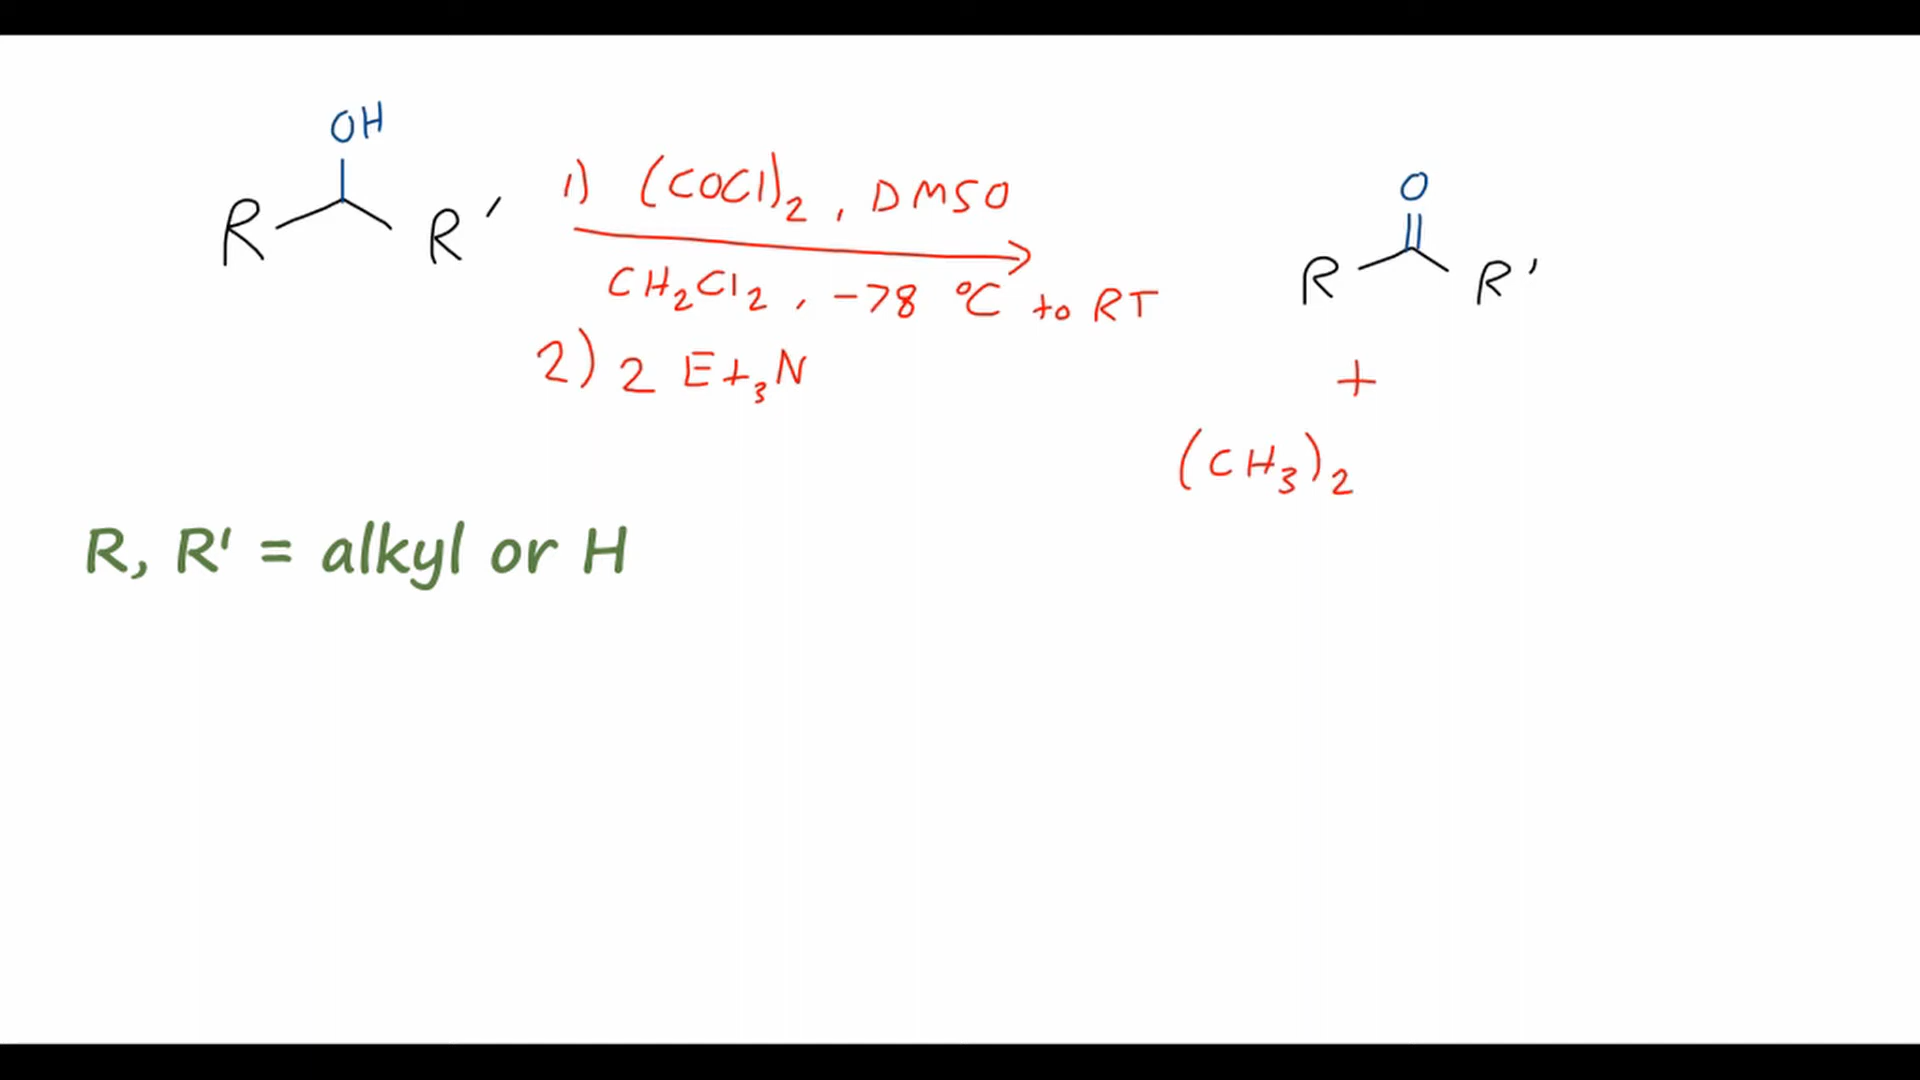 OH
R R'
1) (COCl)2, DMSO
CH2Cl2, -78 °C to RT
2) 2 Et3N
O
R R'
+
(CH3)2
R, R' = alkyl or H